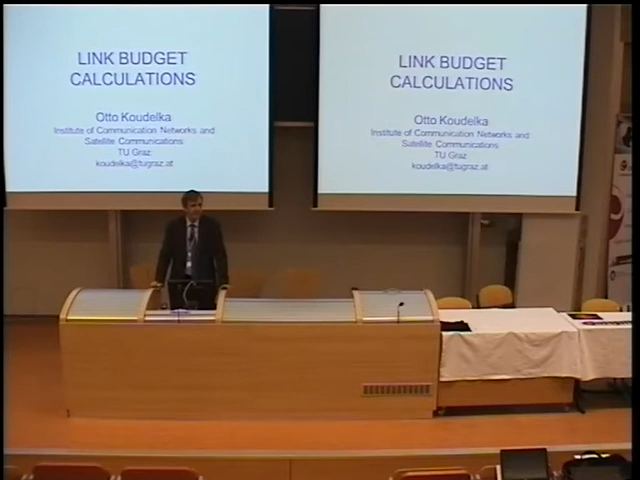 LINK BUDGET
CALCULATIONS
Otto Koudelka
Institute of Communication Networks and
Satellite Communications
TU Graz
koudelka@tugraz.at
LINK BUDGET
CALCULATIONS
Otto Koudelka
Institute of Communication Networks and
Satellite Communications
TU Graz
koudelka@tugraz.at